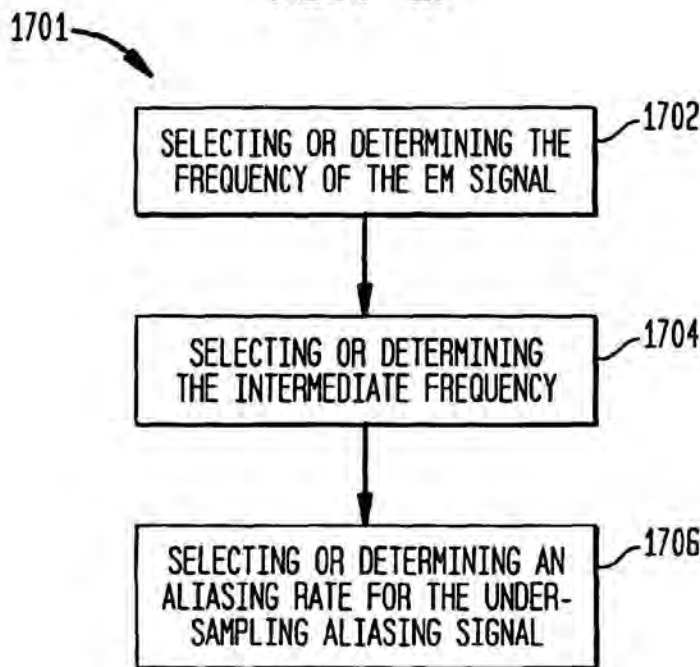 1701
1702
SELECTING OR DETERMINING THE
FREQUENCY OF THE EM SIGNAL
1704
SELECTING OR DETERMINING
THE INTERMEDIATE FREQUENCY
1706
SELECTING OR DETERMINING AN
ALIASING RATE FOR THE UNDER-
SAMPLING ALIASING SIGNAL